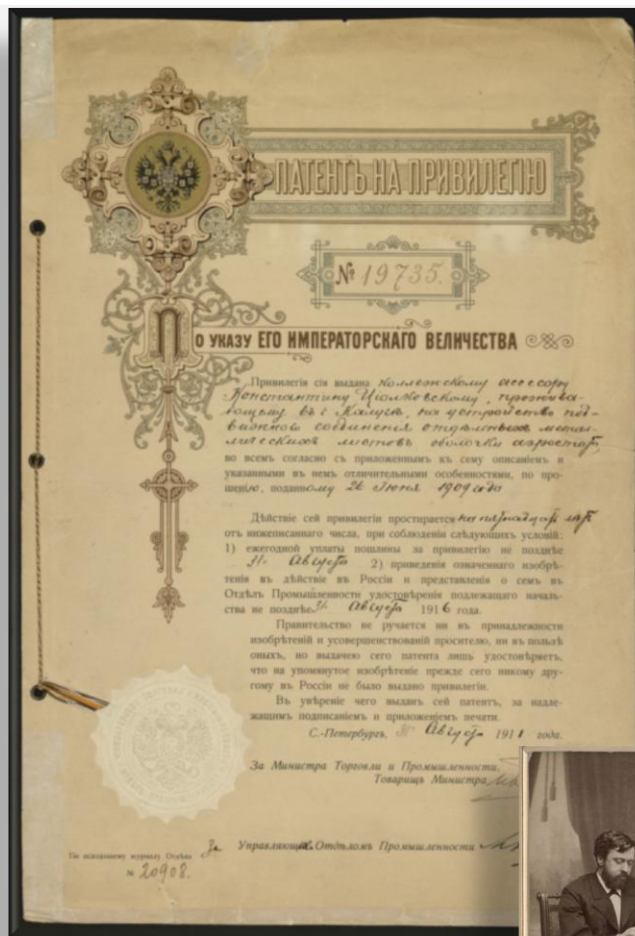 ПАТЕНТЪ НА ПРИВИЛЕГІЮ
№ 19735.
ПО УКАЗУ ЕГО ИМПЕРАТОРСКАГО ВЕЛИЧЕСТВА
Привилегія сія выдана коллежскому асессору
Константину Ціолковскому, прожива-
ющему въ г. Калугѣ, на устройство под-
вижного соединенія отдѣльныхъ метал-
лическихъ листовъ оболочки аэростата,
во всемъ согласно съ приложеннымъ къ сему описаніемъ и
указанными въ немъ отличительными особенностями, по про-
шенію, поданному 26 Іюня 1909 года
Дѣйствіе сей привилегіи простирается на пятнадцать лѣтъ
отъ нижеписаннаго числа, при соблюденіи слѣдующихъ условій:
1) ежегодной уплаты пошлины за привилегію не позднѣе
31 Августа 2) приведенія означеннаго изобрѣ-
тенія въ дѣйствіе въ Россіи и представленія о семъ въ
Отдѣлъ Промышленности удостовѣренія подлежащаго началь-
ства не позднѣе 31 Августа 1916 года.
Правительство не ручается ни въ принадлежности
изобрѣтеній и усовершенствованій просителю, ни въ пользѣ
оныхъ, но выдачею сего патента лишь удостовѣряетъ,
что на упомянутое изобрѣтеніе прежде сего никому дру-
гому въ Россіи не было выдано привилегіи.
Въ увѣреніе чего выданъ сей патентъ, за надле-
жащимъ подписаніемъ и приложеніемъ печати.
С.-Петербургъ, 31 Августа 1911 года.
За Министра Торговли и Промышленности,
Товарищъ Министра
За Управляющаго Отдѣломъ Промышленности
По исходящему журналу Отдѣла
№ 20908.